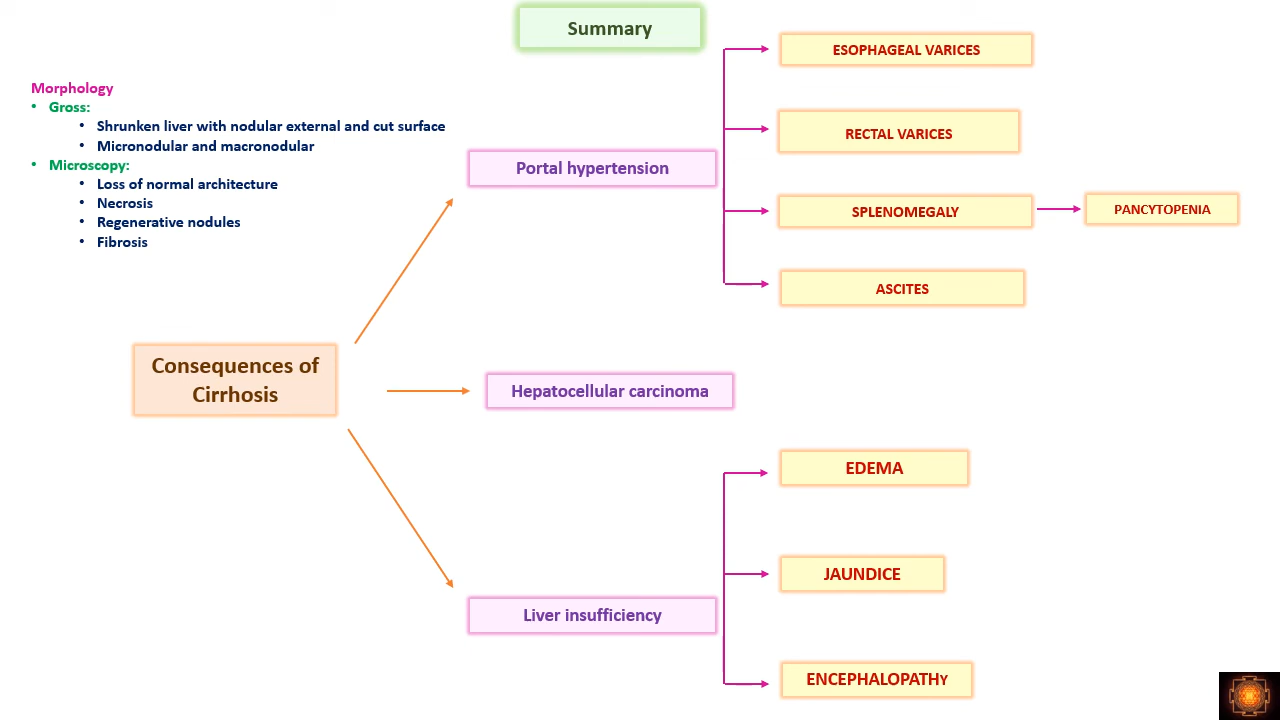 Summary
Morphology
• Gross:
• Shrunken liver with nodular external and cut surface
• Micronodular and macronodular
• Microscopy:
• Loss of normal architecture
• Necrosis
• Regenerative nodules
• Fibrosis
Consequences of
Cirrhosis
Portal hypertension
ESOPHAGEAL VARICES
RECTAL VARICES
SPLENOMEGALY
PANCYTOPENIA
ASCITES
Hepatocellular carcinoma
Liver insufficiency
EDEMA
JAUNDICE
ENCEPHALOPATHY